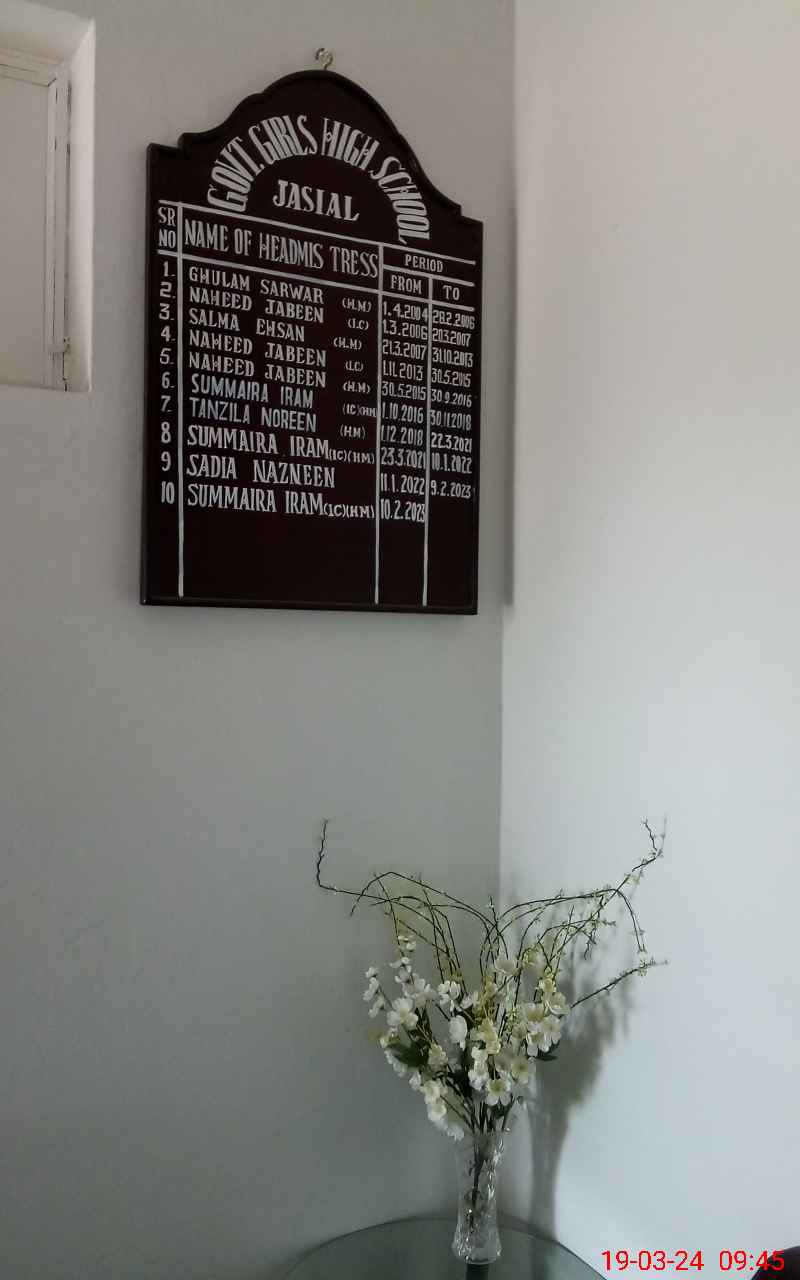 GOVT. GIRLS HIGH SCHOOL
JASIAL
SR NO NAME OF HEADMIS TRESS PERIOD
FROM TO
1. GHULAM SARWAR (H.M) 1.4.2004 28.2.2006
2. NAHEED JABEEN (I.C) 1.3.2006 20.3.2007
3. SALMA EHSAN (H.M) 21.3.2007 31.10.2013
4. NAHEED JABEEN (I.C) 1.11.2013 30.5.2015
5. NAHEED JABEEN (H.M) 30.5.2015 30.9.2016
6. SUMMAIRA IRAM (IC)(HM) 1.10.2016 30.11.2018
7. TANZILA NOREEN (H.M) 1.12.2018 22.3.2021
8 SUMMAIRA IRAM (IC)(HM) 23.3.2021 10.1.2022
9 SADIA NAZNEEN 11.1.2022 9.2.2023
10 SUMMAIRA IRAM (IC)(HM) 10.2.2023
19-03-24 09:45